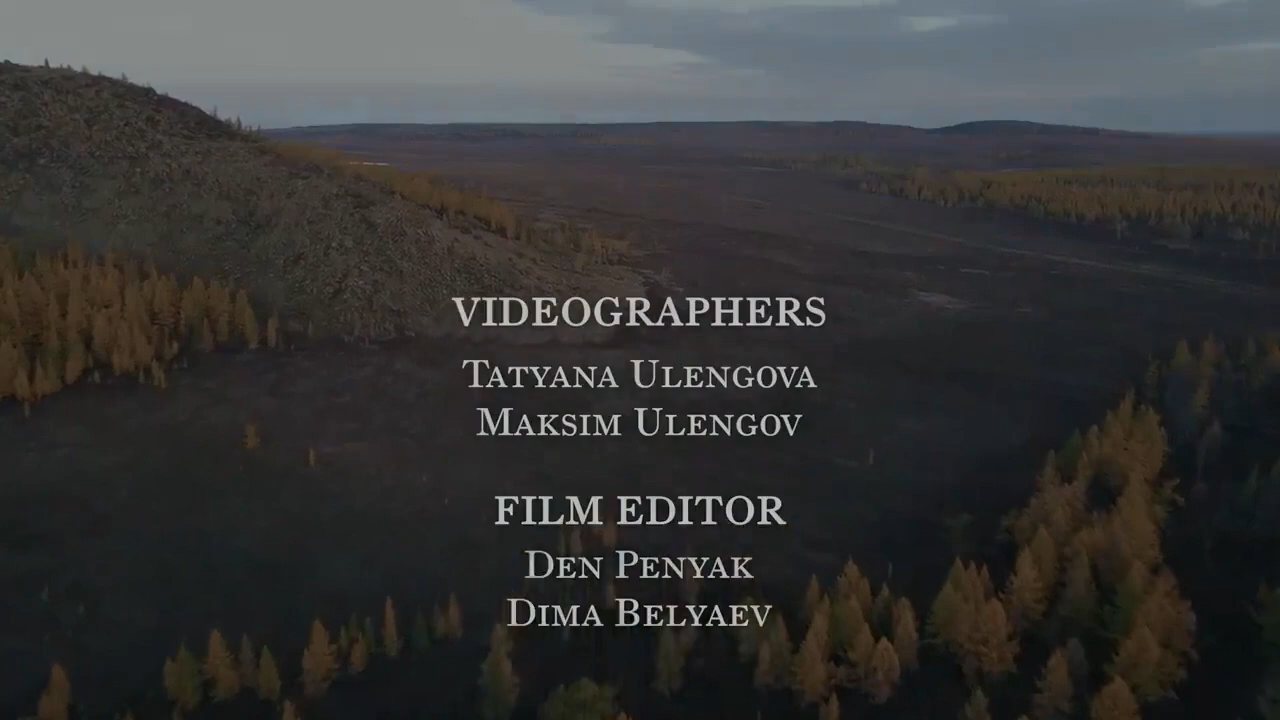 VIDEOGRAPHERS
Tatyana Ulengova
Maksim Ulengov
FILM EDITOR
Den Penyak
Dima Belyaev